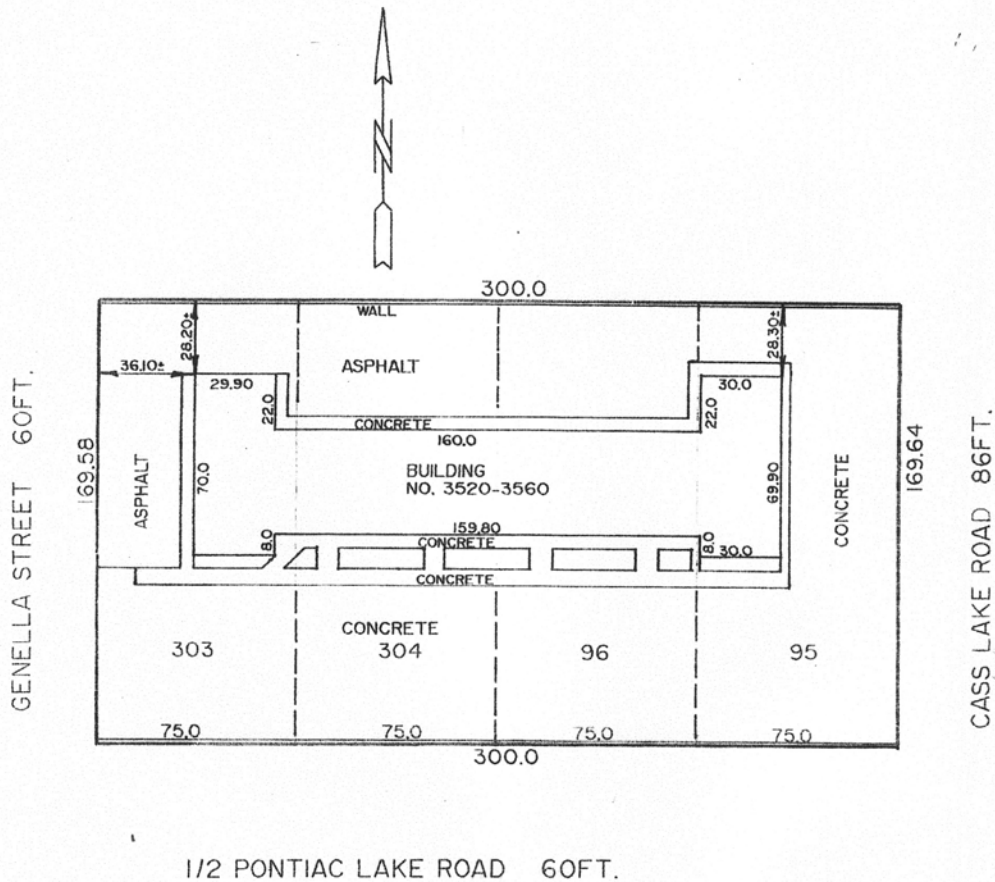 N
300.0
WALL
28.20±
28.30±
36.10±
ASPHALT
29.90
30.0
22.0
22.0
CONCRETE
160.0
GENELLA STREET 60FT.
169.58
ASPHALT
70.0
BUILDING
NO. 3520-3560
69.90
CONCRETE
169.64
CASS LAKE ROAD 86FT.
159.80
8.0
CONCRETE
8.0
30.0
CONCRETE
CONCRETE
303
304
96
95
75.0
75.0
75.0
75.0
300.0
1/2 PONTIAC LAKE ROAD 60FT.